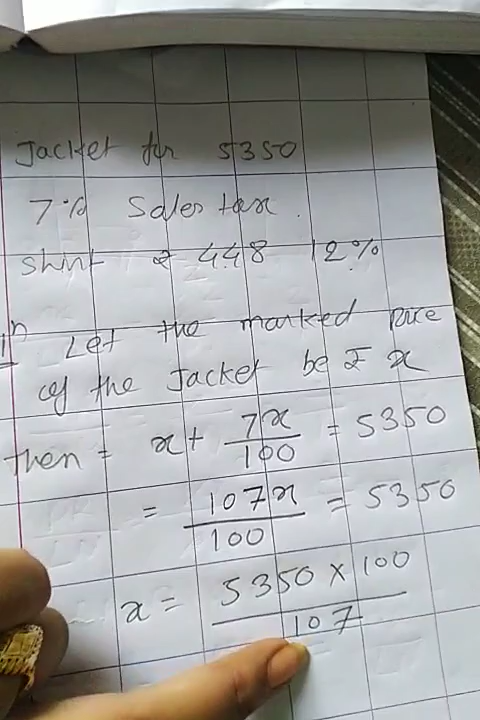 Jacket for 5350
7% Sales tax.
Shirt ₹ 448 12%
Let the marked price
of the Jacket be ₹ x
then = x + 7x/100 = 5350
= 107x/100 = 5350
x = 5350 × 100/107